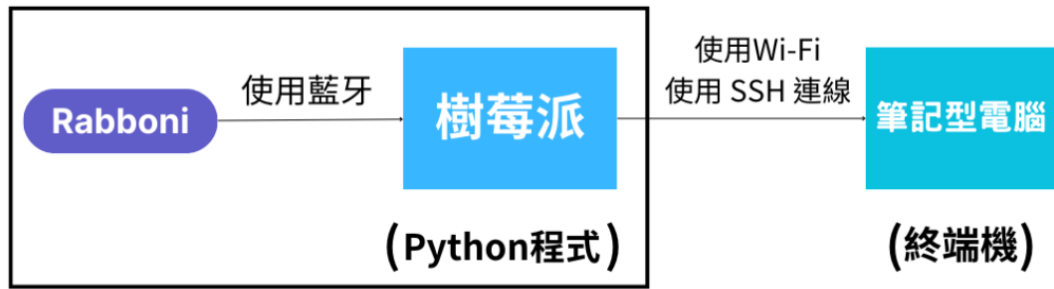 Rabboni
使用藍牙
樹莓派
(Python程式)
使用Wi-Fi
使用 SSH 連線
筆記型電腦
(終端機)